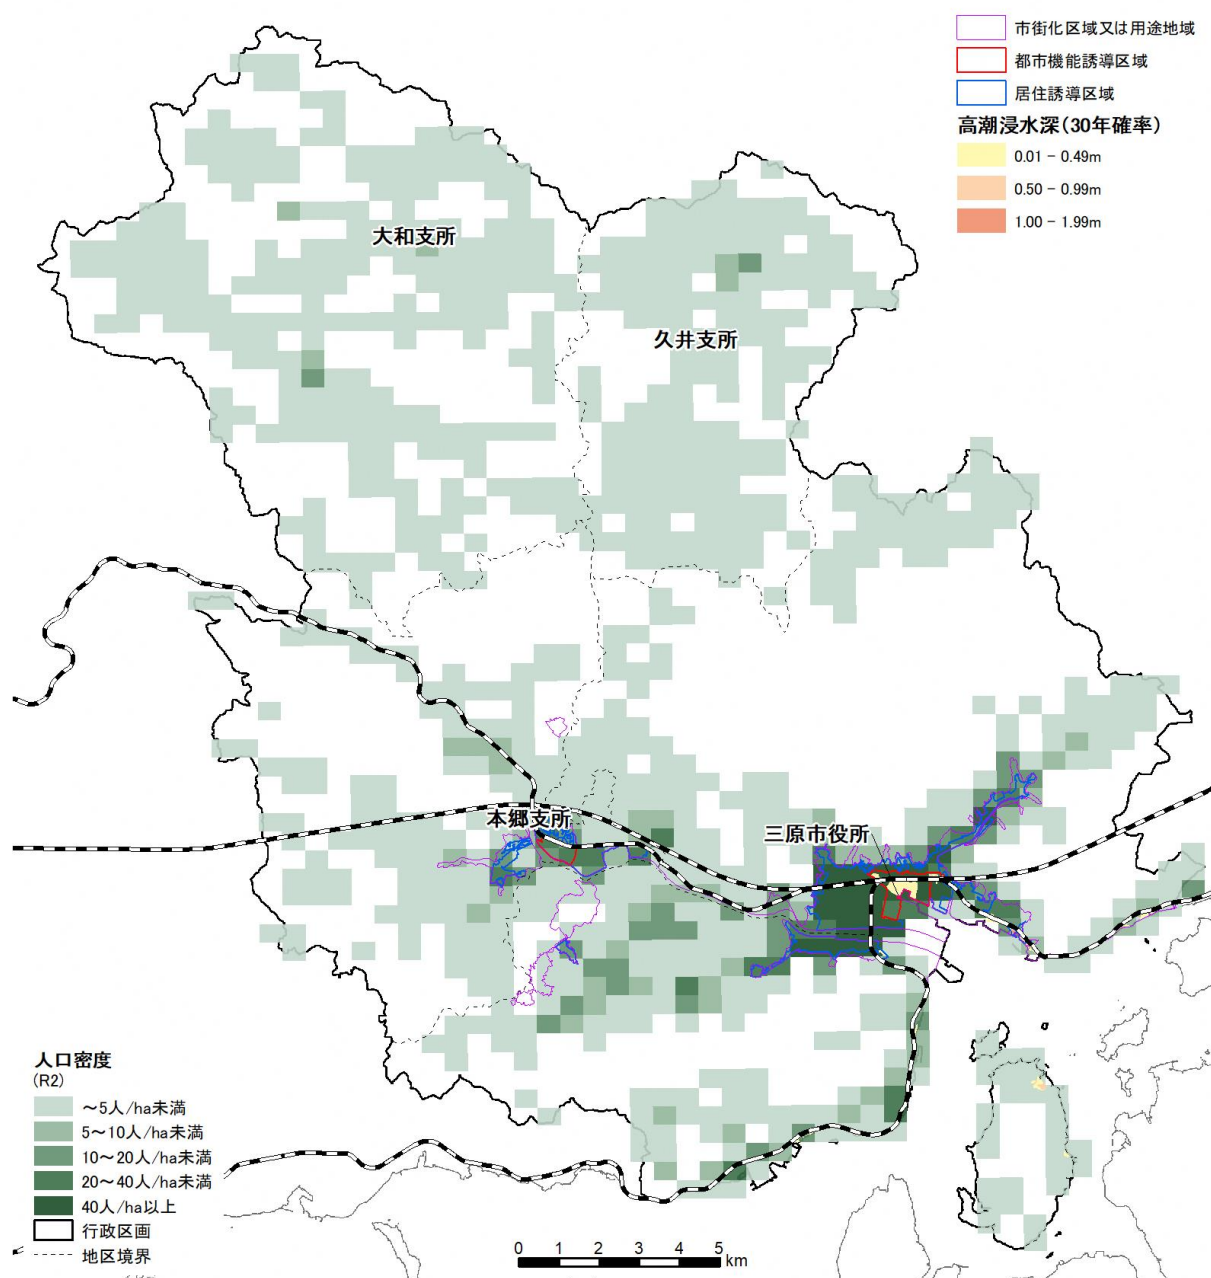 市街化区域又は用途地域
都市機能誘導区域
居住誘導区域
高潮浸水深(30年確率)
0.01 - 0.49m
0.50 - 0.99m
1.00 - 1.99m
大和支所
久井支所
本郷支所
三原市役所
人口密度
(R2)
～5人/ha未満
5～10人/ha未満
10～20人/ha未満
20～40人/ha未満
40人/ha以上
行政区画
地区境界
0 1 2 3 4 5
km